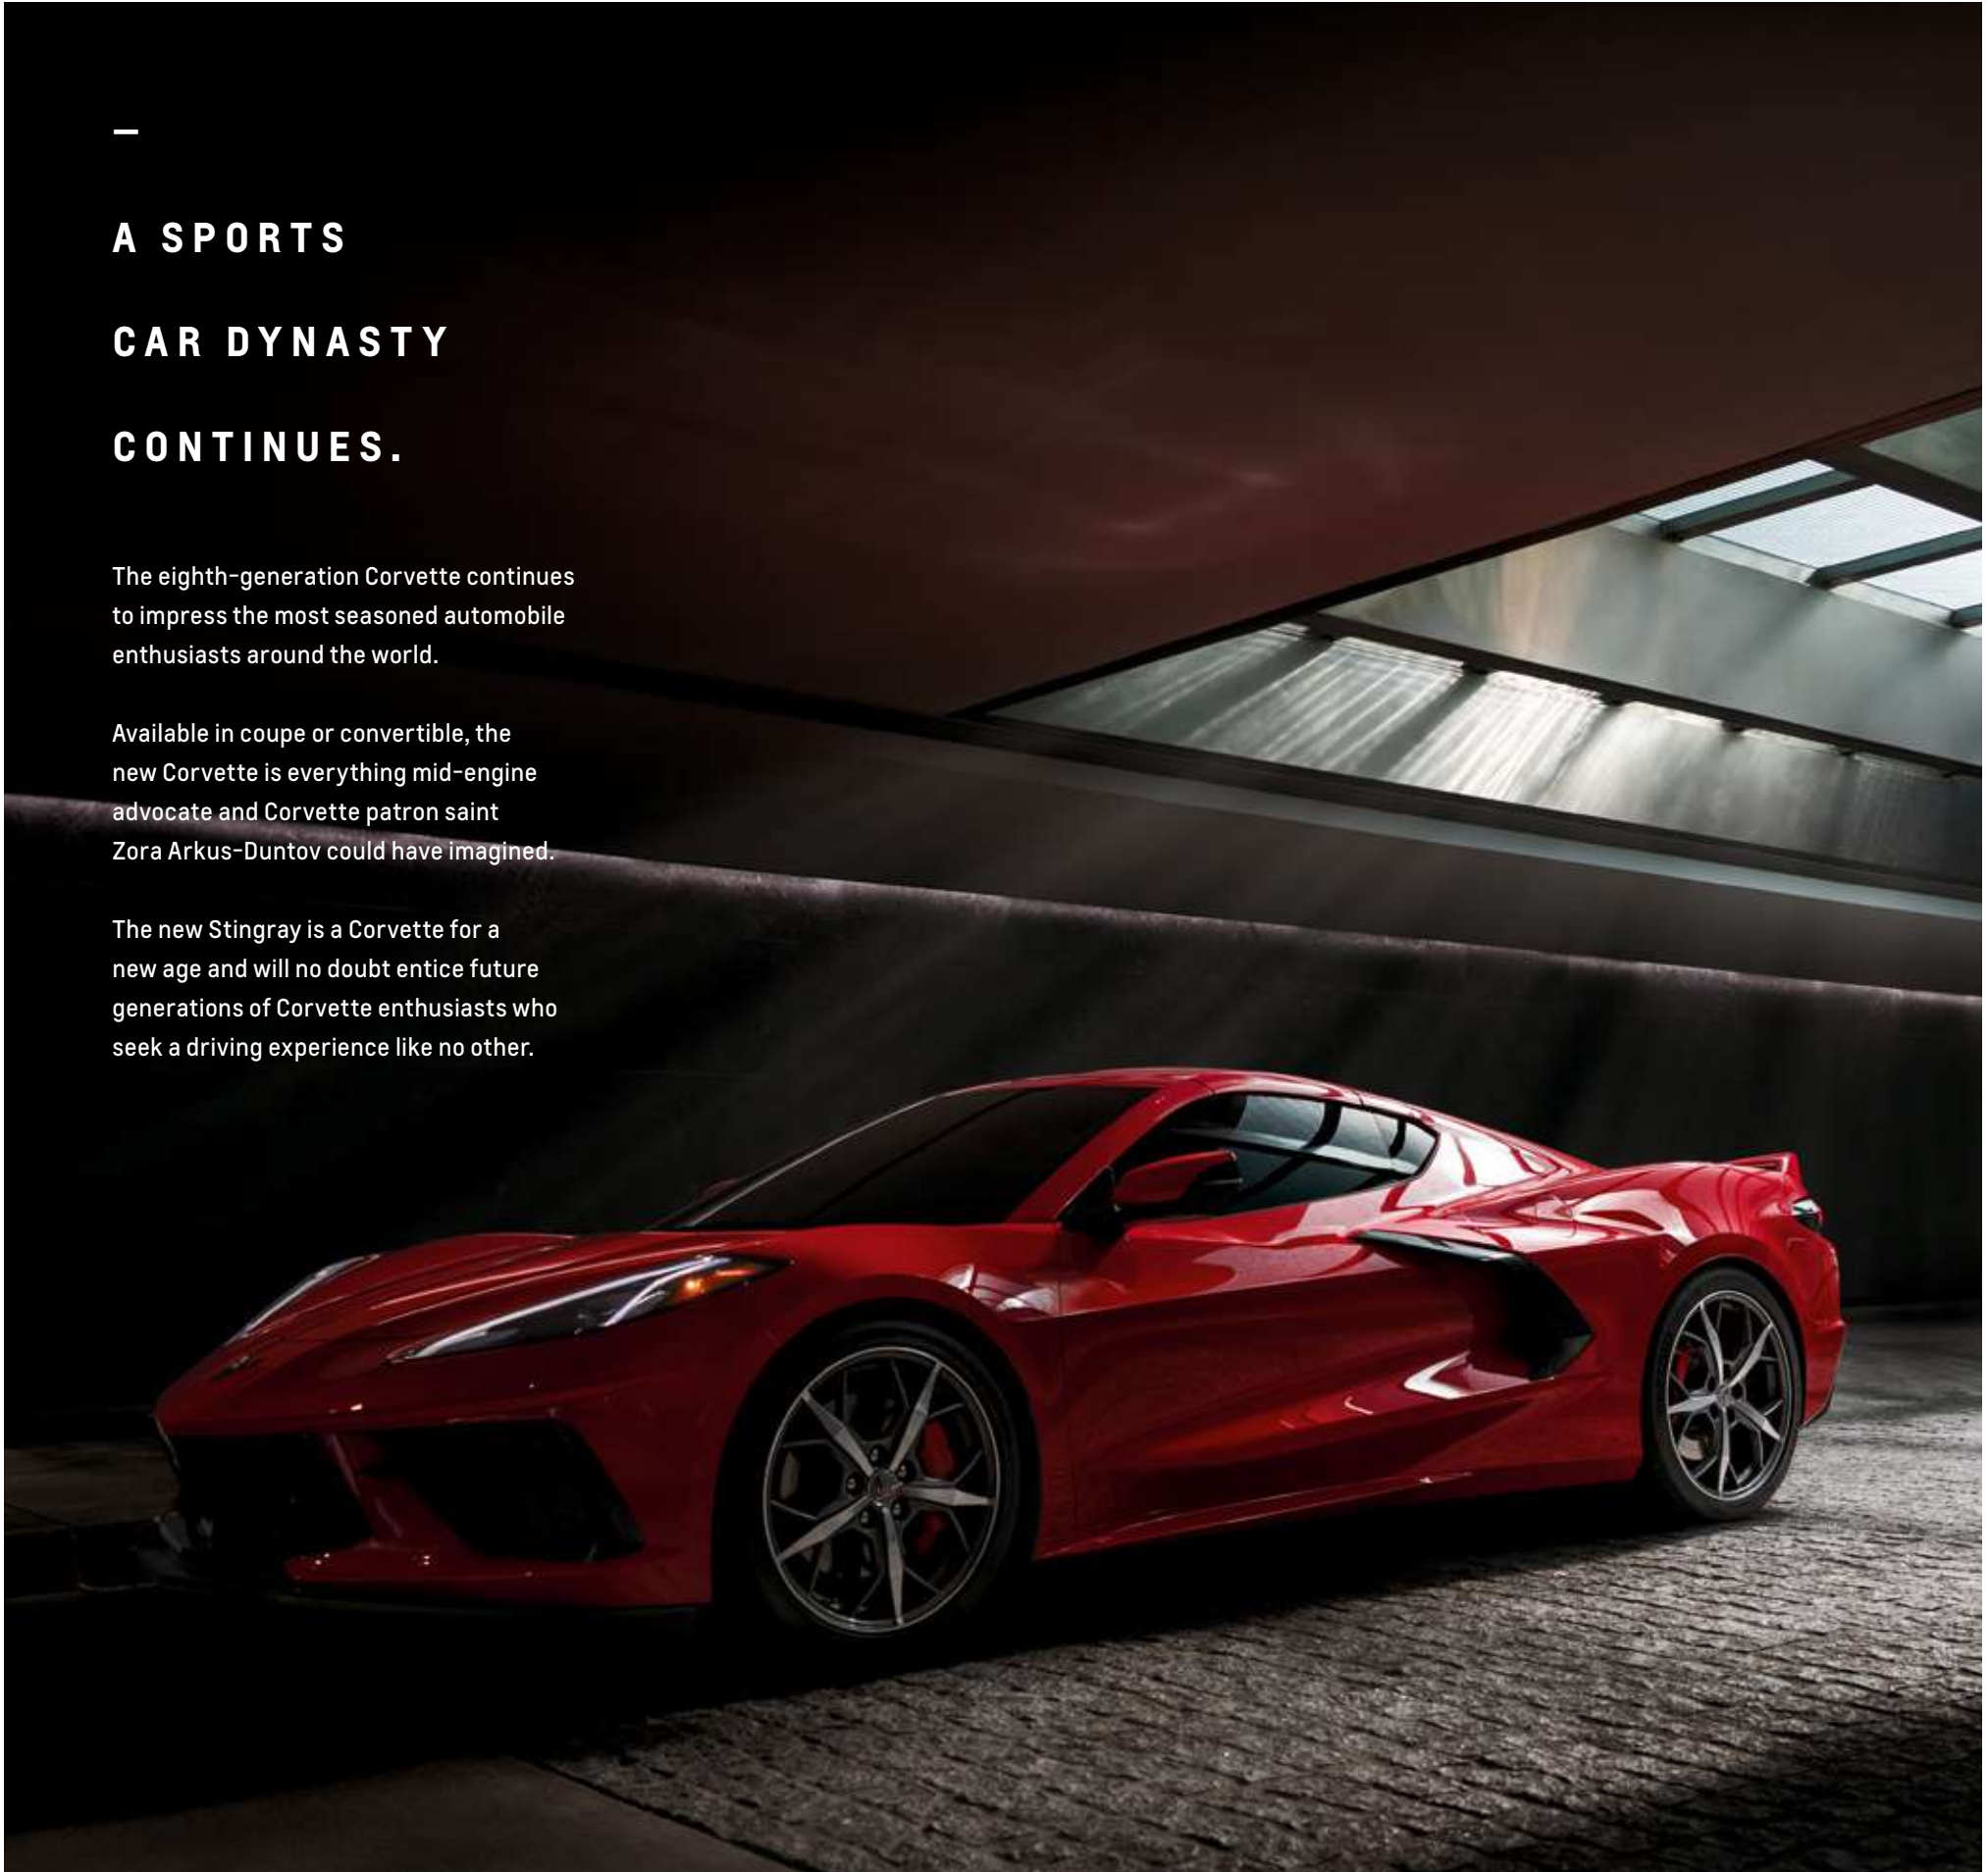 A SPORTS
CAR DYNASTY
CONTINUES.
The eighth-generation Corvette continues
to impress the most seasoned automobile
enthusiasts around the world.
Available in coupe or convertible, the
new Corvette is everything mid-engine
advocate and Corvette patron saint
Zora Arkus-Duntov could have imagined.
The new Stingray is a Corvette for a
new age and will no doubt entice future
generations of Corvette enthusiasts who
seek a driving experience like no other.